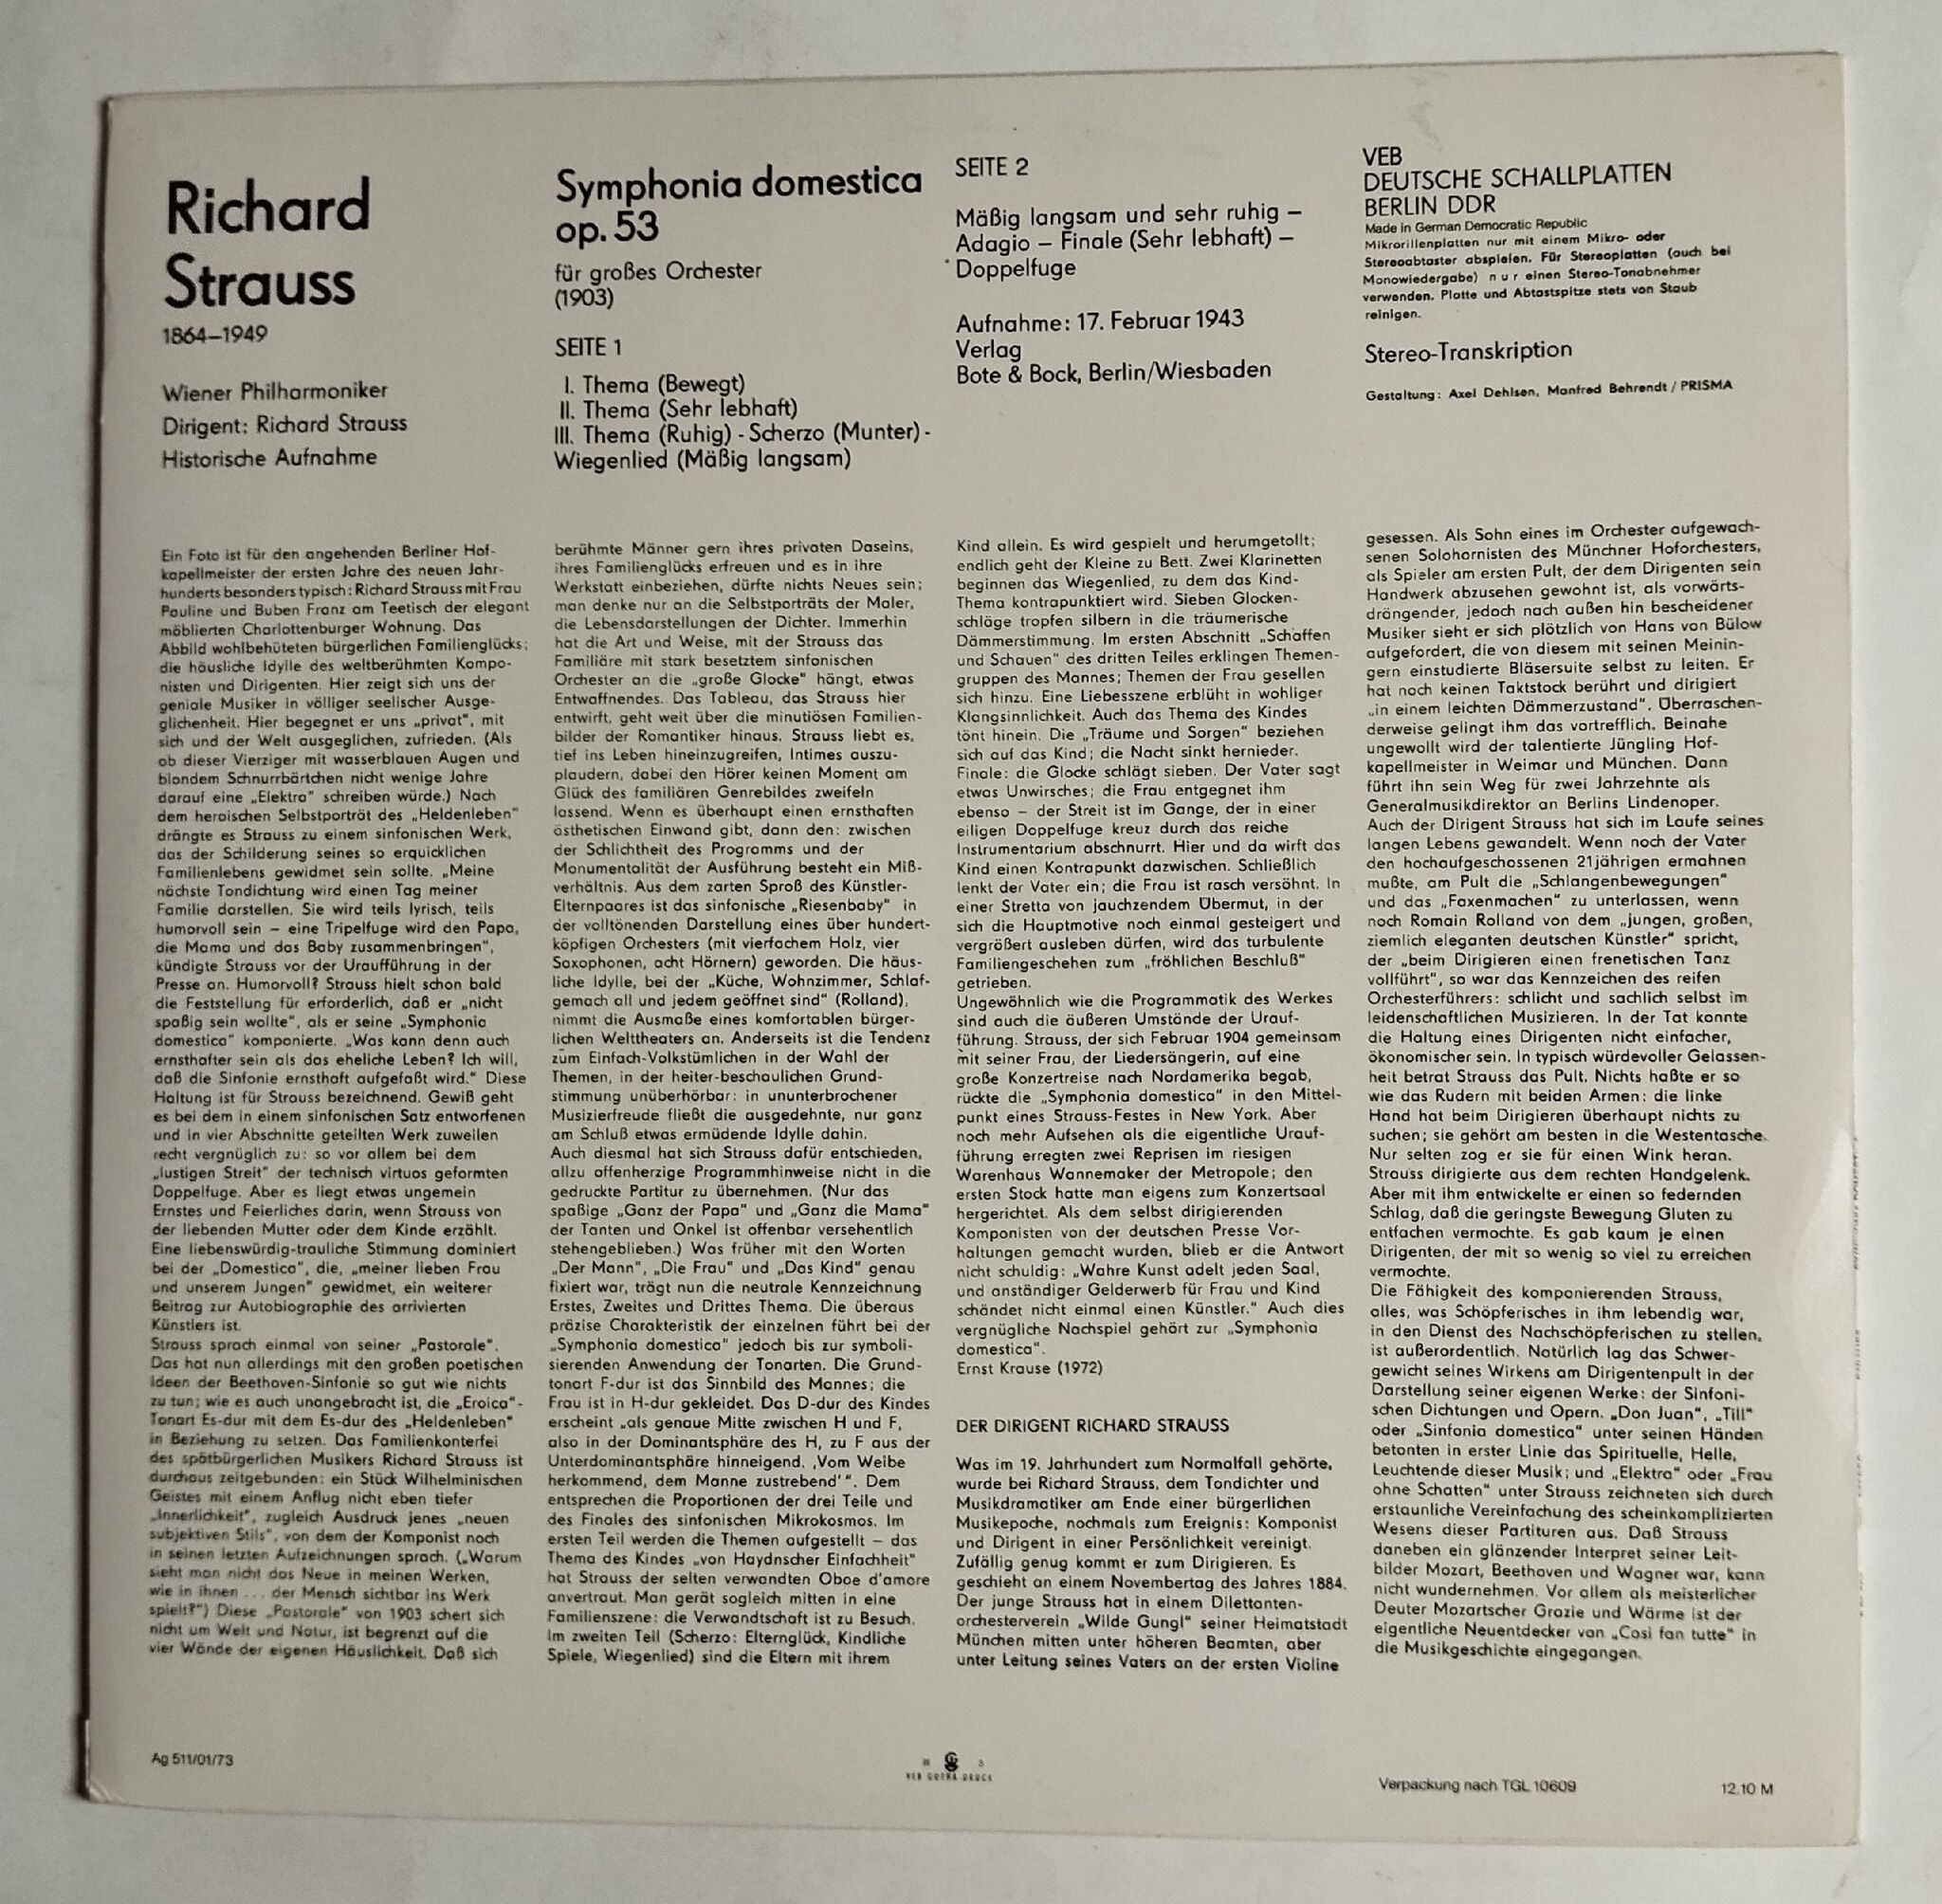 Richard
Strauss
1864–1949
Wiener Philharmoniker
Dirigent: Richard Strauss
Historische Aufnahme
Symphonia domestica
op. 53
für großes Orchester
(1903)
SEITE 1
I. Thema (Bewegt)
II. Thema (Sehr lebhaft)
III. Thema (Ruhig) - Scherzo (Munter) -
Wiegenlied (Mäßig langsam)
SEITE 2
Mäßig langsam und sehr ruhig –
Adagio – Finale (Sehr lebhaft) –
Doppelfuge
Aufnahme: 17. Februar 1943
Verlag
Bote & Bock, Berlin/Wiesbaden
VEB
DEUTSCHE SCHALLPLATTEN
BERLIN DDR
Made in German Democratic Republic
Mikrorillenplatten nur mit einem Mikro- oder
Stereoabtaster abspielen. Für Stereoplatten (auch bei
Monowiedergabe) n u r einen Stereo-Tonabnehmer
verwenden. Platte und Abtastspitze stets von Staub
reinigen.
Stereo-Transkription
Gestaltung: Axel Dehlsen, Manfred Behrendt / PRISMA
Ein Foto ist für den angehenden Berliner Hof-
kapellmeister der ersten Jahre des neuen Jahr-
hunderts besonders typisch: Richard Strauss mit Frau
Pauline und Buben Franz am Teetisch der elegant
möblierten Charlottenburger Wohnung. Das
Abbild wohlbehüteten bürgerlichen Familienglücks;
die häusliche Idylle des weltberühmten Kompo-
nisten und Dirigenten. Hier zeigt sich uns der
geniale Musiker in völliger seelischer Ausge-
glichenheit. Hier begegnet er uns „privat“, mit
sich und der Welt ausgeglichen, zufrieden. (Als
ob dieser Vierziger mit wasserblauen Augen und
blondem Schnurrbärtchen nicht wenige Jahre
darauf eine „Elektra“ schreiben würde.) Nach
dem heroischen Selbstporträt des „Heldenleben“
drängte es Strauss zu einem sinfonischen Werk,
das der Schilderung seines so erquicklichen
Familienlebens gewidmet sein sollte. „Meine
nächste Tondichtung wird einen Tag meiner
Familie darstellen. Sie wird teils lyrisch, teils
humorvoll sein – eine Tripelfuge wird den Papa,
die Mama und das Baby zusammenbringen“,
kündigte Strauss vor der Uraufführung in der
Presse an. Humorvoll? Strauss hielt schon bald
die Feststellung für erforderlich, daß er „nicht
spaßig sein wollte“, als er seine „Symphonia
domestica“ komponierte. „Was kann denn auch
ernsthafter sein als das eheliche Leben? Ich will,
daß die Sinfonie ernsthaft aufgefaßt wird.“ Diese
Haltung ist für Strauss bezeichnend. Gewiß geht
es bei dem in einem sinfonischen Satz entworfenen
und in vier Abschnitte geteilten Werk zuweilen
recht vergnüglich zu: so vor allem bei dem
„lustigen Streit“ der technisch virtuos geformten
Doppelfuge. Aber es liegt etwas ungemein
Ernstes und Feierliches darin, wenn Strauss von
der liebenden Mutter oder dem Kinde erzählt.
Eine liebenswürdig-trauliche Stimmung dominiert
bei der „Domestica“, die, „meiner lieben Frau
und unserem Jungen“ gewidmet, ein weiterer
Beitrag zur Autobiographie des arrivierten
Künstlers ist.
Strauss sprach einmal von seiner „Pastorale“.
Das hat nun allerdings mit den großen poetischen
Ideen der Beethoven-Sinfonie so gut wie nichts
zu tun; wie es auch unangebracht ist, die „Eroica“-
Tonart Es-dur mit dem Es-dur des „Heldenleben“
in Beziehung zu setzen. Das Familienkonterfei
des spätbürgerlichen Musikers Richard Strauss ist
durchaus zeitgebunden: ein Stück Wilhelminischen
Geistes mit einem Anflug nicht eben tiefer
„Innerlichkeit“, zugleich Ausdruck jenes „neuen
subjektiven Stils“, von dem der Komponist noch
in seinen letzten Aufzeichnungen sprach. („Warum
sieht man nicht das Neue in meinen Werken,
wie in ihnen ... der Mensch sichtbar ins Werk
spielt?“) Diese „Pastorale“ von 1903 schert sich
nicht um Welt und Natur, ist begrenzt auf die
vier Wände der eigenen Häuslichkeit. Daß sich
berühmte Männer gern ihres privaten Daseins,
ihres Familienglücks erfreuen und es in ihre
Werkstatt einbeziehen, dürfte nichts Neues sein;
man denke nur an die Selbstporträts der Maler,
die Lebensdarstellungen der Dichter. Immerhin
hat die Art und Weise, mit der Strauss das
Familiäre mit stark besetztem sinfonischen
Orchester an die „große Glocke“ hängt, etwas
Entwaffnendes. Das Tableau, das Strauss hier
entwirft, geht weit über die minutiösen Familien-
bilder der Romantiker hinaus. Strauss liebt es,
tief ins Leben hineinzugreifen, Intimes auszu-
plaudern, dabei den Hörer keinen Moment am
Glück des familiären Genrebildes zweifeln
lassend. Wenn es überhaupt einen ernsthaften
ästhetischen Einwand gibt, dann den: zwischen
der Schlichtheit des Programms und der
Monumentalität der Ausführung besteht ein Miß-
verhältnis. Aus dem zarten Sproß des Künstler-
Elternpaares ist das sinfonische „Riesenbaby“ in
der volltönenden Darstellung eines über hundert-
köpfigen Orchesters (mit vierfachem Holz, vier
Saxophonen, acht Hörnern) geworden. Die häus-
liche Idylle, bei der „Küche, Wohnzimmer, Schlaf-
gemach all und jedem geöffnet sind“ (Rolland),
nimmt die Ausmaße eines komfortablen bürger-
lichen Welttheaters an. Anderseits ist die Tendenz
zum Einfach-Volkstümlichen in der Wahl der
Themen, in der heiter-beschaulichen Grund-
stimmung unüberhörbar: in ununterbrochener
Musizierfreude fließt die ausgedehnte, nur ganz
am Schluß etwas ermüdende Idylle dahin.
Auch diesmal hat sich Strauss dafür entschieden,
allzu offenherzige Programmhinweise nicht in die
gedruckte Partitur zu übernehmen. (Nur das
spaßige „Ganz der Papa“ und „Ganz die Mama“
der Tanten und Onkel ist offenbar versehentlich
stehengeblieben.) Was früher mit den Worten
„Der Mann“, „Die Frau“ und „Das Kind“ genau
fixiert war, trägt nun die neutrale Kennzeichnung
Erstes, Zweites und Drittes Thema. Die überaus
präzise Charakteristik der einzelnen führt bei der
„Symphonia domestica“ jedoch bis zur symboli-
sierenden Anwendung der Tonarten. Die Grund-
tonart F-dur ist das Sinnbild des Mannes; die
Frau ist in H-dur gekleidet. Das D-dur des Kindes
erscheint „als genaue Mitte zwischen H und F,
also in der Dominantsphäre des H, zu F aus der
Unterdominantsphäre hinneigend. ‚Vom Weibe
herkommend, dem Manne zustrebend‘“. Dem
entsprechen die Proportionen der drei Teile und
des Finales des sinfonischen Mikrokosmos. Im
ersten Teil werden die Themen aufgestellt – das
Thema des Kindes „von Haydnscher Einfachheit“
hat Strauss der selten verwandten Oboe d'amore
anvertraut. Man gerät sogleich mitten in eine
Familienszene: die Verwandtschaft ist zu Besuch.
Im zweiten Teil (Scherzo: Elternglück, Kindliche
Spiele, Wiegenlied) sind die Eltern mit ihrem
Kind allein. Es wird gespielt und herumgetollt;
endlich geht der Kleine zu Bett. Zwei Klarinetten
beginnen das Wiegenlied, zu dem das Kind-
Thema kontrapunktiert wird. Sieben Glocken-
schläge tropfen silbern in die träumerische
Dämmerstimmung. Im ersten Abschnitt „Schaffen
und Schauen“ des dritten Teiles erklingen Themen-
gruppen des Mannes; Themen der Frau gesellen
sich hinzu. Eine Liebesszene erblüht in wohliger
Klangsinnlichkeit. Auch das Thema des Kindes
tönt hinein. Die „Träume und Sorgen“ beziehen
sich auf das Kind; die Nacht sinkt hernieder.
Finale: die Glocke schlägt sieben. Der Vater sagt
etwas Unwirsches; die Frau entgegnet ihm
ebenso – der Streit ist im Gange, der in einer
eiligen Doppelfuge kreuz durch das reiche
Instrumentarium abschnurrt. Hier und da wirft das
Kind einen Kontrapunkt dazwischen. Schließlich
lenkt der Vater ein; die Frau ist rasch versöhnt. In
einer Stretta von jauchzendem Übermut, in der
sich die Hauptmotive noch einmal gesteigert und
vergrößert ausleben dürfen, wird das turbulente
Familiengeschehen zum „fröhlichen Beschluß“
getrieben.
Ungewöhnlich wie die Programmatik des Werkes
sind auch die äußeren Umstände der Urauf-
führung. Strauss, der sich Februar 1904 gemeinsam
mit seiner Frau, der Liedersängerin, auf eine
große Konzertreise nach Nordamerika begab,
rückte die „Symphonia domestica“ in den Mittel-
punkt eines Strauss-Festes in New York. Aber
noch mehr Aufsehen als die eigentliche Urauf-
führung erregten zwei Reprisen im riesigen
Warenhaus Wannemaker der Metropole; den
ersten Stock hatte man eigens zum Konzertsaal
hergerichtet. Als dem selbst dirigierenden
Komponisten von der deutschen Presse Vor-
haltungen gemacht wurden, blieb er die Antwort
nicht schuldig: „Wahre Kunst adelt jeden Saal,
und anständiger Gelderwerb für Frau und Kind
schändet nicht einmal einen Künstler.“ Auch dies
vergnügliche Nachspiel gehört zur „Symphonia
domestica“.
Ernst Krause (1972)
DER DIRIGENT RICHARD STRAUSS
Was im 19. Jahrhundert zum Normalfall gehörte,
wurde bei Richard Strauss, dem Tondichter und
Musikdramatiker am Ende einer bürgerlichen
Musikepoche, nochmals zum Ereignis: Komponist
und Dirigent in einer Persönlichkeit vereinigt.
Zufällig genug kommt er zum Dirigieren. Es
geschieht an einem Novembertag des Jahres 1884.
Der junge Strauss hat in einem Dilettanten-
orchesterverein „Wilde Gungl“ seiner Heimatstadt
München mitten unter höheren Beamten, aber
unter Leitung seines Vaters an der ersten Violine
gesessen. Als Sohn eines im Orchester aufgewach-
senen Solohornisten des Münchner Hoforchesters,
als Spieler am ersten Pult, der dem Dirigenten sein
Handwerk abzusehen gewohnt ist, als vorwärts-
drängender, jedoch nach außen hin bescheidener
Musiker sieht er sich plötzlich von Hans von Bülow
aufgefordert, die von diesem mit seinen Meinin-
gern einstudierte Bläsersuite selbst zu leiten. Er
hat noch keinen Taktstock berührt und dirigiert
„in einem leichten Dämmerzustand“. Überraschen-
derweise gelingt ihm das vortrefflich. Beinahe
ungewollt wird der talentierte Jüngling Hof-
kapellmeister in Weimar und München. Dann
führt ihn sein Weg für zwei Jahrzehnte als
Generalmusikdirektor an Berlins Lindenoper.
Auch der Dirigent Strauss hat sich im Laufe seines
langen Lebens gewandelt. Wenn noch der Vater
den hochaufgeschossenen 21jährigen ermahnen
mußte, am Pult die „Schlangenbewegungen“
und das „Faxenmachen“ zu unterlassen, wenn
noch Romain Rolland von dem „jungen, großen,
ziemlich eleganten deutschen Künstler“ spricht,
der „beim Dirigieren einen frenetischen Tanz
vollführt“, so war das Kennzeichen des reifen
Orchesterführers: schlicht und sachlich selbst im
leidenschaftlichen Musizieren. In der Tat konnte
die Haltung eines Dirigenten nicht einfacher,
ökonomischer sein. In typisch würdevoller Gelassen-
heit betrat Strauss das Pult. Nichts haßte er so
wie das Rudern mit beiden Armen: die linke
Hand hat beim Dirigieren überhaupt nichts zu
suchen; sie gehört am besten in die Westentasche.
Nur selten zog er sie für einen Wink heran.
Strauss dirigierte aus dem rechten Handgelenk.
Aber mit ihm entwickelte er einen so federnden
Schlag, daß die geringste Bewegung Gluten zu
entfachen vermochte. Es gab kaum je einen
Dirigenten, der mit so wenig so viel zu erreichen
vermochte.
Die Fähigkeit des komponierenden Strauss,
alles, was Schöpferisches in ihm lebendig war,
in den Dienst des Nachschöpferischen zu stellen,
ist außerordentlich. Natürlich lag das Schwer-
gewicht seines Wirkens am Dirigentenpult in der
Darstellung seiner eigenen Werke: der Sinfoni-
schen Dichtungen und Opern. „Don Juan“, „Till“
oder „Sinfonia domestica“ unter seinen Händen
betonten in erster Linie das Spirituelle, Helle,
Leuchtende dieser Musik; und „Elektra“ oder „Frau
ohne Schatten“ unter Strauss zeichneten sich durch
erstaunliche Vereinfachung des scheinkomplizierten
Wesens dieser Partituren aus. Daß Strauss
daneben ein glänzender Interpret seiner Leit-
bilder Mozart, Beethoven und Wagner war, kann
nicht wundernehmen. Vor allem als meisterlicher
Deuter Mozartscher Grazie und Wärme ist der
eigentliche Neuentdecker von „Cosi fan tutte“ in
die Musikgeschichte eingegangen.
Ag 511/01/73
VEB GOTHA DRUCK
Verpackung nach TGL 10609
12.10 M